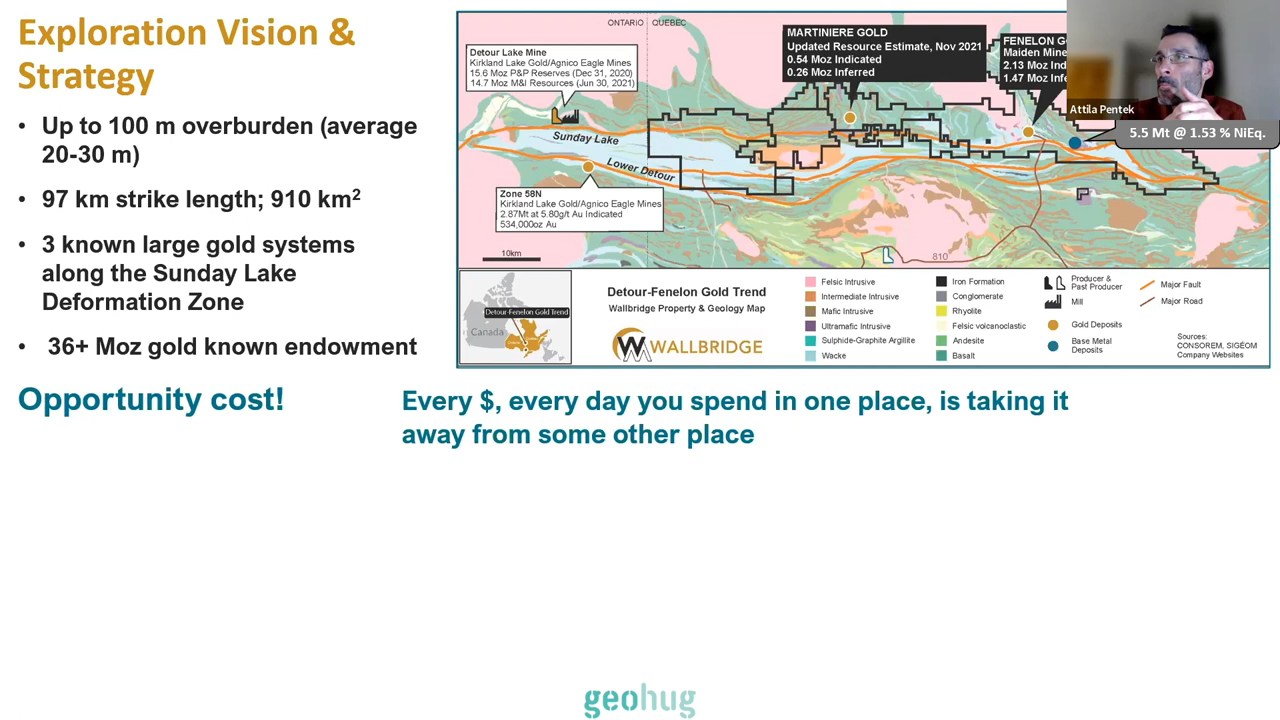 Exploration Vision &
Strategy
• Up to 100 m overburden (average
20-30 m)
• 97 km strike length; 910 km²
• 3 known large gold systems
along the Sunday Lake
Deformation Zone
• 36+ Moz gold known endowment
Opportunity cost!
Every $, every day you spend in one place, is taking it
away from some other place
ONTARIO
QUEBEC
Detour Lake Mine
Kirkland Lake Gold/Agnico Eagle Mines
15.6 Moz P&P Reserves (Dec 31, 2020)
14.7 Moz M&I Resources (Jun 30, 2021)
MARTINIERE GOLD
Updated Resource Estimate, Nov 2021
0.54 Moz Indicated
0.26 Moz Inferred
FENELON
Maiden
2.13 Moz
1.47 Moz
Attila Pentek
5.5 Mt @ 1.53 % NiEq.
Sunday Lake
Lower Detour
Zone 58N
Kirkland Lake Gold/Agnico Eagle Mines
2.87Mt at 5.80g/t Au Indicated
534,000oz Au
10km
810
Canada
Detour-Fenelon Gold Trend
Detour-Fenelon Gold Trend
Wallbridge Property & Geology Map
WALLBRIDGE
Felsic Intrusive
Intermediate Intrusive
Mafic Intrusive
Ultramafic Intrusive
Sulphide-Graphite Argillite
Wacke
Iron Formation
Conglomerate
Rhyolite
Felsic volcanoclastic
Andesite
Basalt
Producer &
Past Producer
Mill
Gold Deposits
Base Metal
Deposits
Major Fault
Major Road
Sources:
CONSOREM, SIGÉOM
Company Websites
geohug